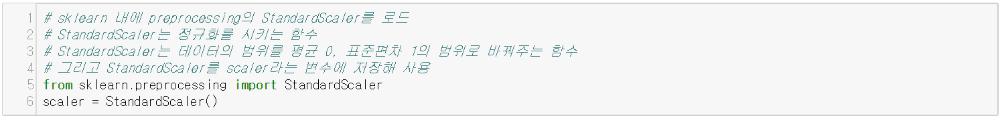 1 # sklearn 내에 preprocessing의 StandardScaler를 로드
2 # StandardScaler는 정규화를 시키는 함수
3 # StandardScaler는 데이터의 범위를 평균 0, 표준편차 1의 범위로 바꿔주는 함수
4 # 그리고 StandardScaler를 scaler라는 변수에 저장해 사용
5 from sklearn.preprocessing import StandardScaler
6 scaler = StandardScaler()